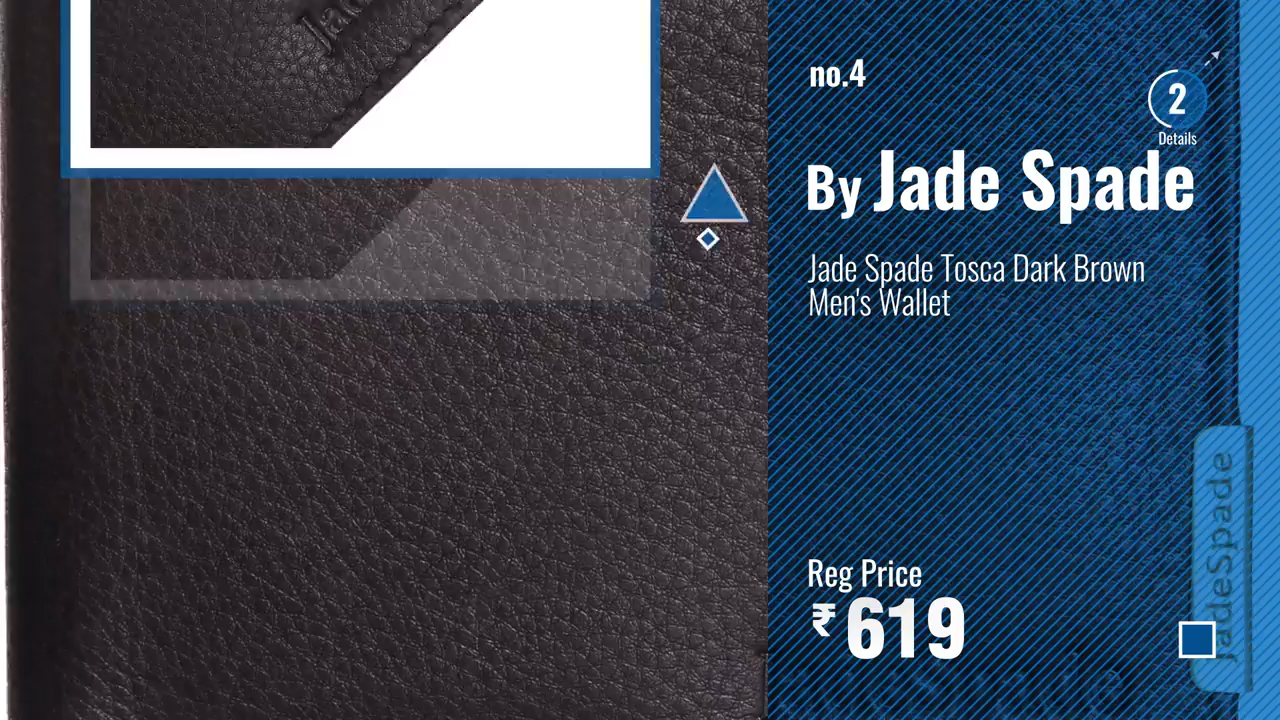 no.4
2
Details
By Jade Spade
Jade Spade Tosca Dark Brown
Men's Wallet
Reg Price
₹619
JadeSpade